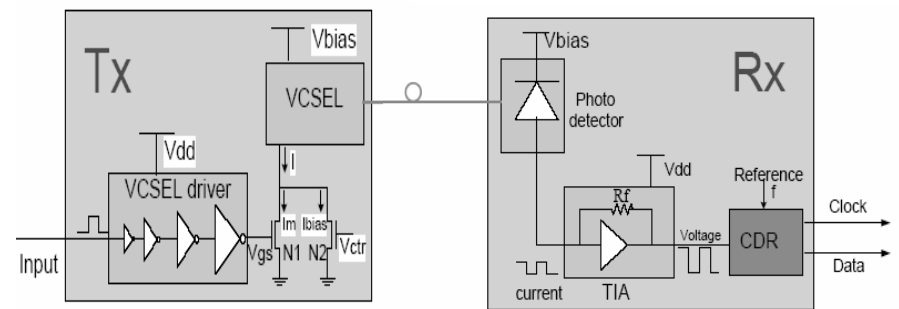 Tx
Vbias
VCSEL
Vdd
I
VCSEL driver
Im
Ibias
Input
Vgs
N1
N2
Vctr
Rx
Vbias
Photo
detector
Vdd
Rf
Reference
f
Voltage
CDR
Clock
Data
current
TIA